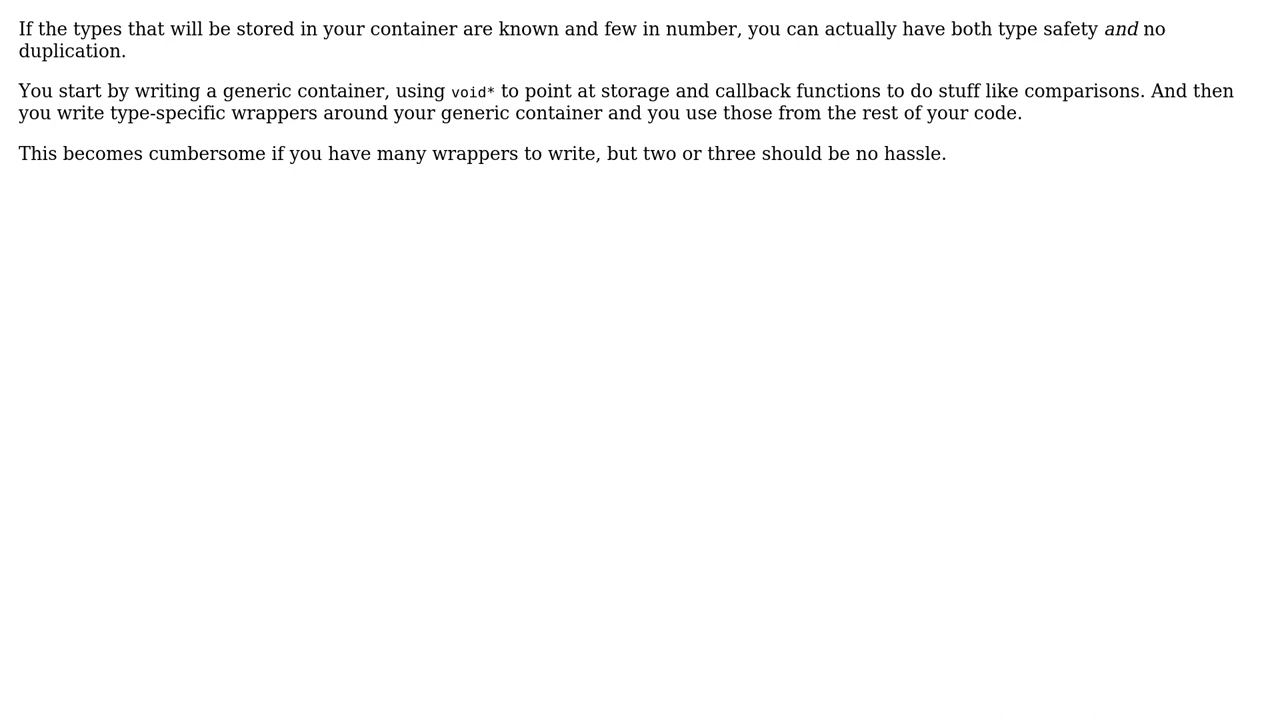 If the types that will be stored in your container are known and few in number, you can actually have both type safety and no
duplication.
You start by writing a generic container, using void* to point at storage and callback functions to do stuff like comparisons. And then
you write type-specific wrappers around your generic container and you use those from the rest of your code.
This becomes cumbersome if you have many wrappers to write, but two or three should be no hassle.